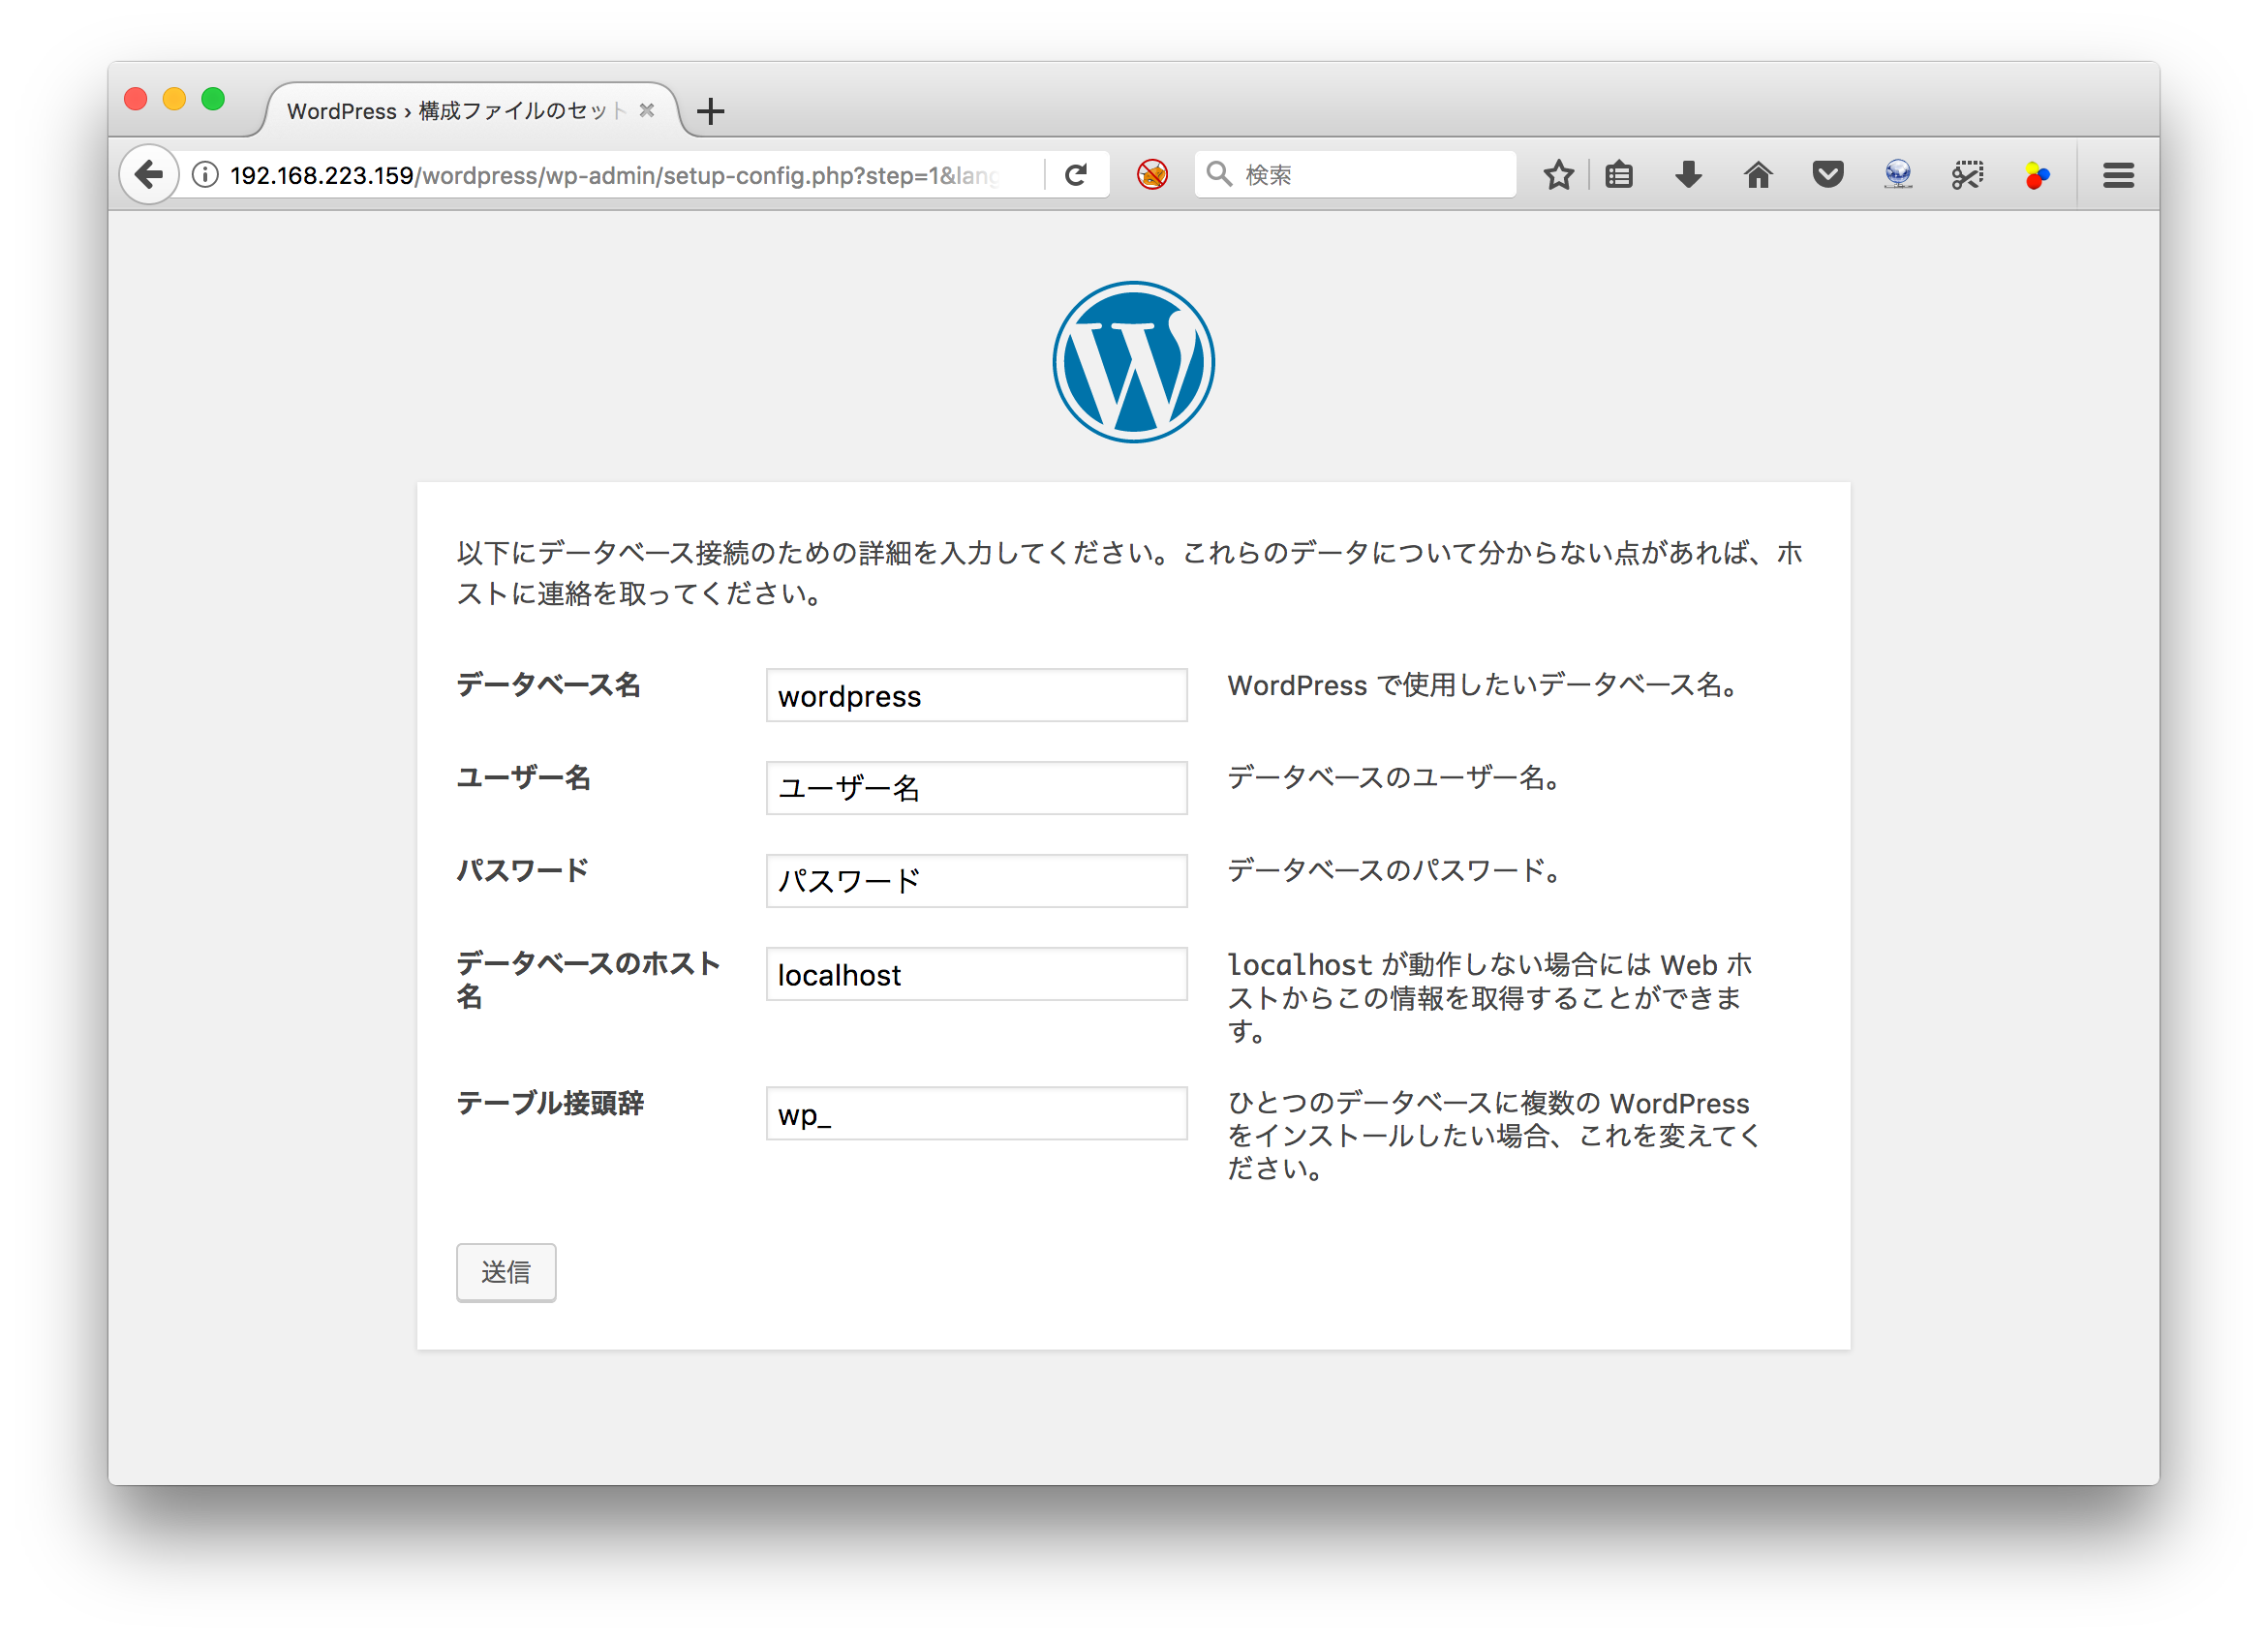 WordPress › 構成ファイルのセット
192.168.223.159/wordpress/wp-admin/setup-config.php?step=1&lang
検索
以下にデータベース接続のための詳細を入力してください。これらのデータについて分からない点があれば、ホ
ストに連絡を取ってください。
データベース名
wordpress
WordPress で使用したいデータベース名。
ユーザー名
ユーザー名
データベースのユーザー名。
パスワード
パスワード
データベースのパスワード。
データベースのホスト
名
localhost
localhost が動作しない場合には Web ホ
ストからこの情報を取得することができま
す。
テーブル接頭辞
wp_
ひとつのデータベースに複数の WordPress
をインストールしたい場合、これを変えてく
ださい。
送信